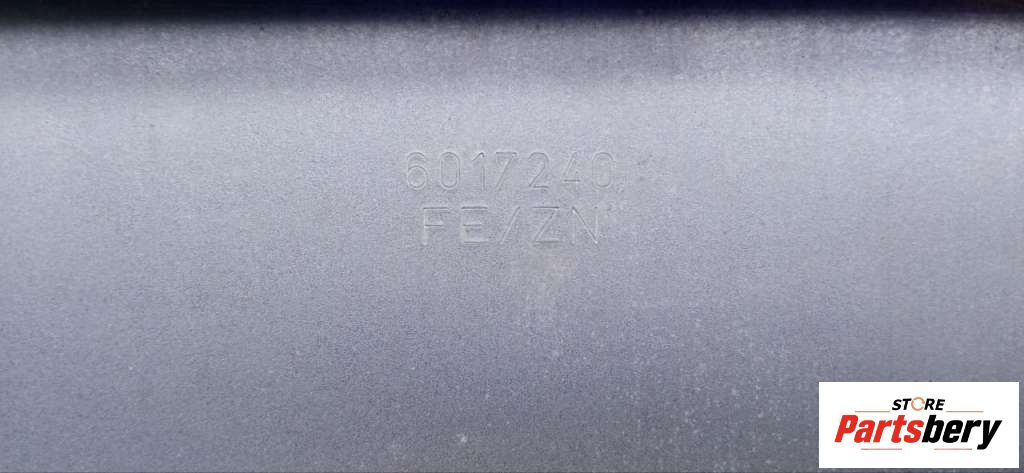 6017240
FE/ZN
STORE
Partsbery